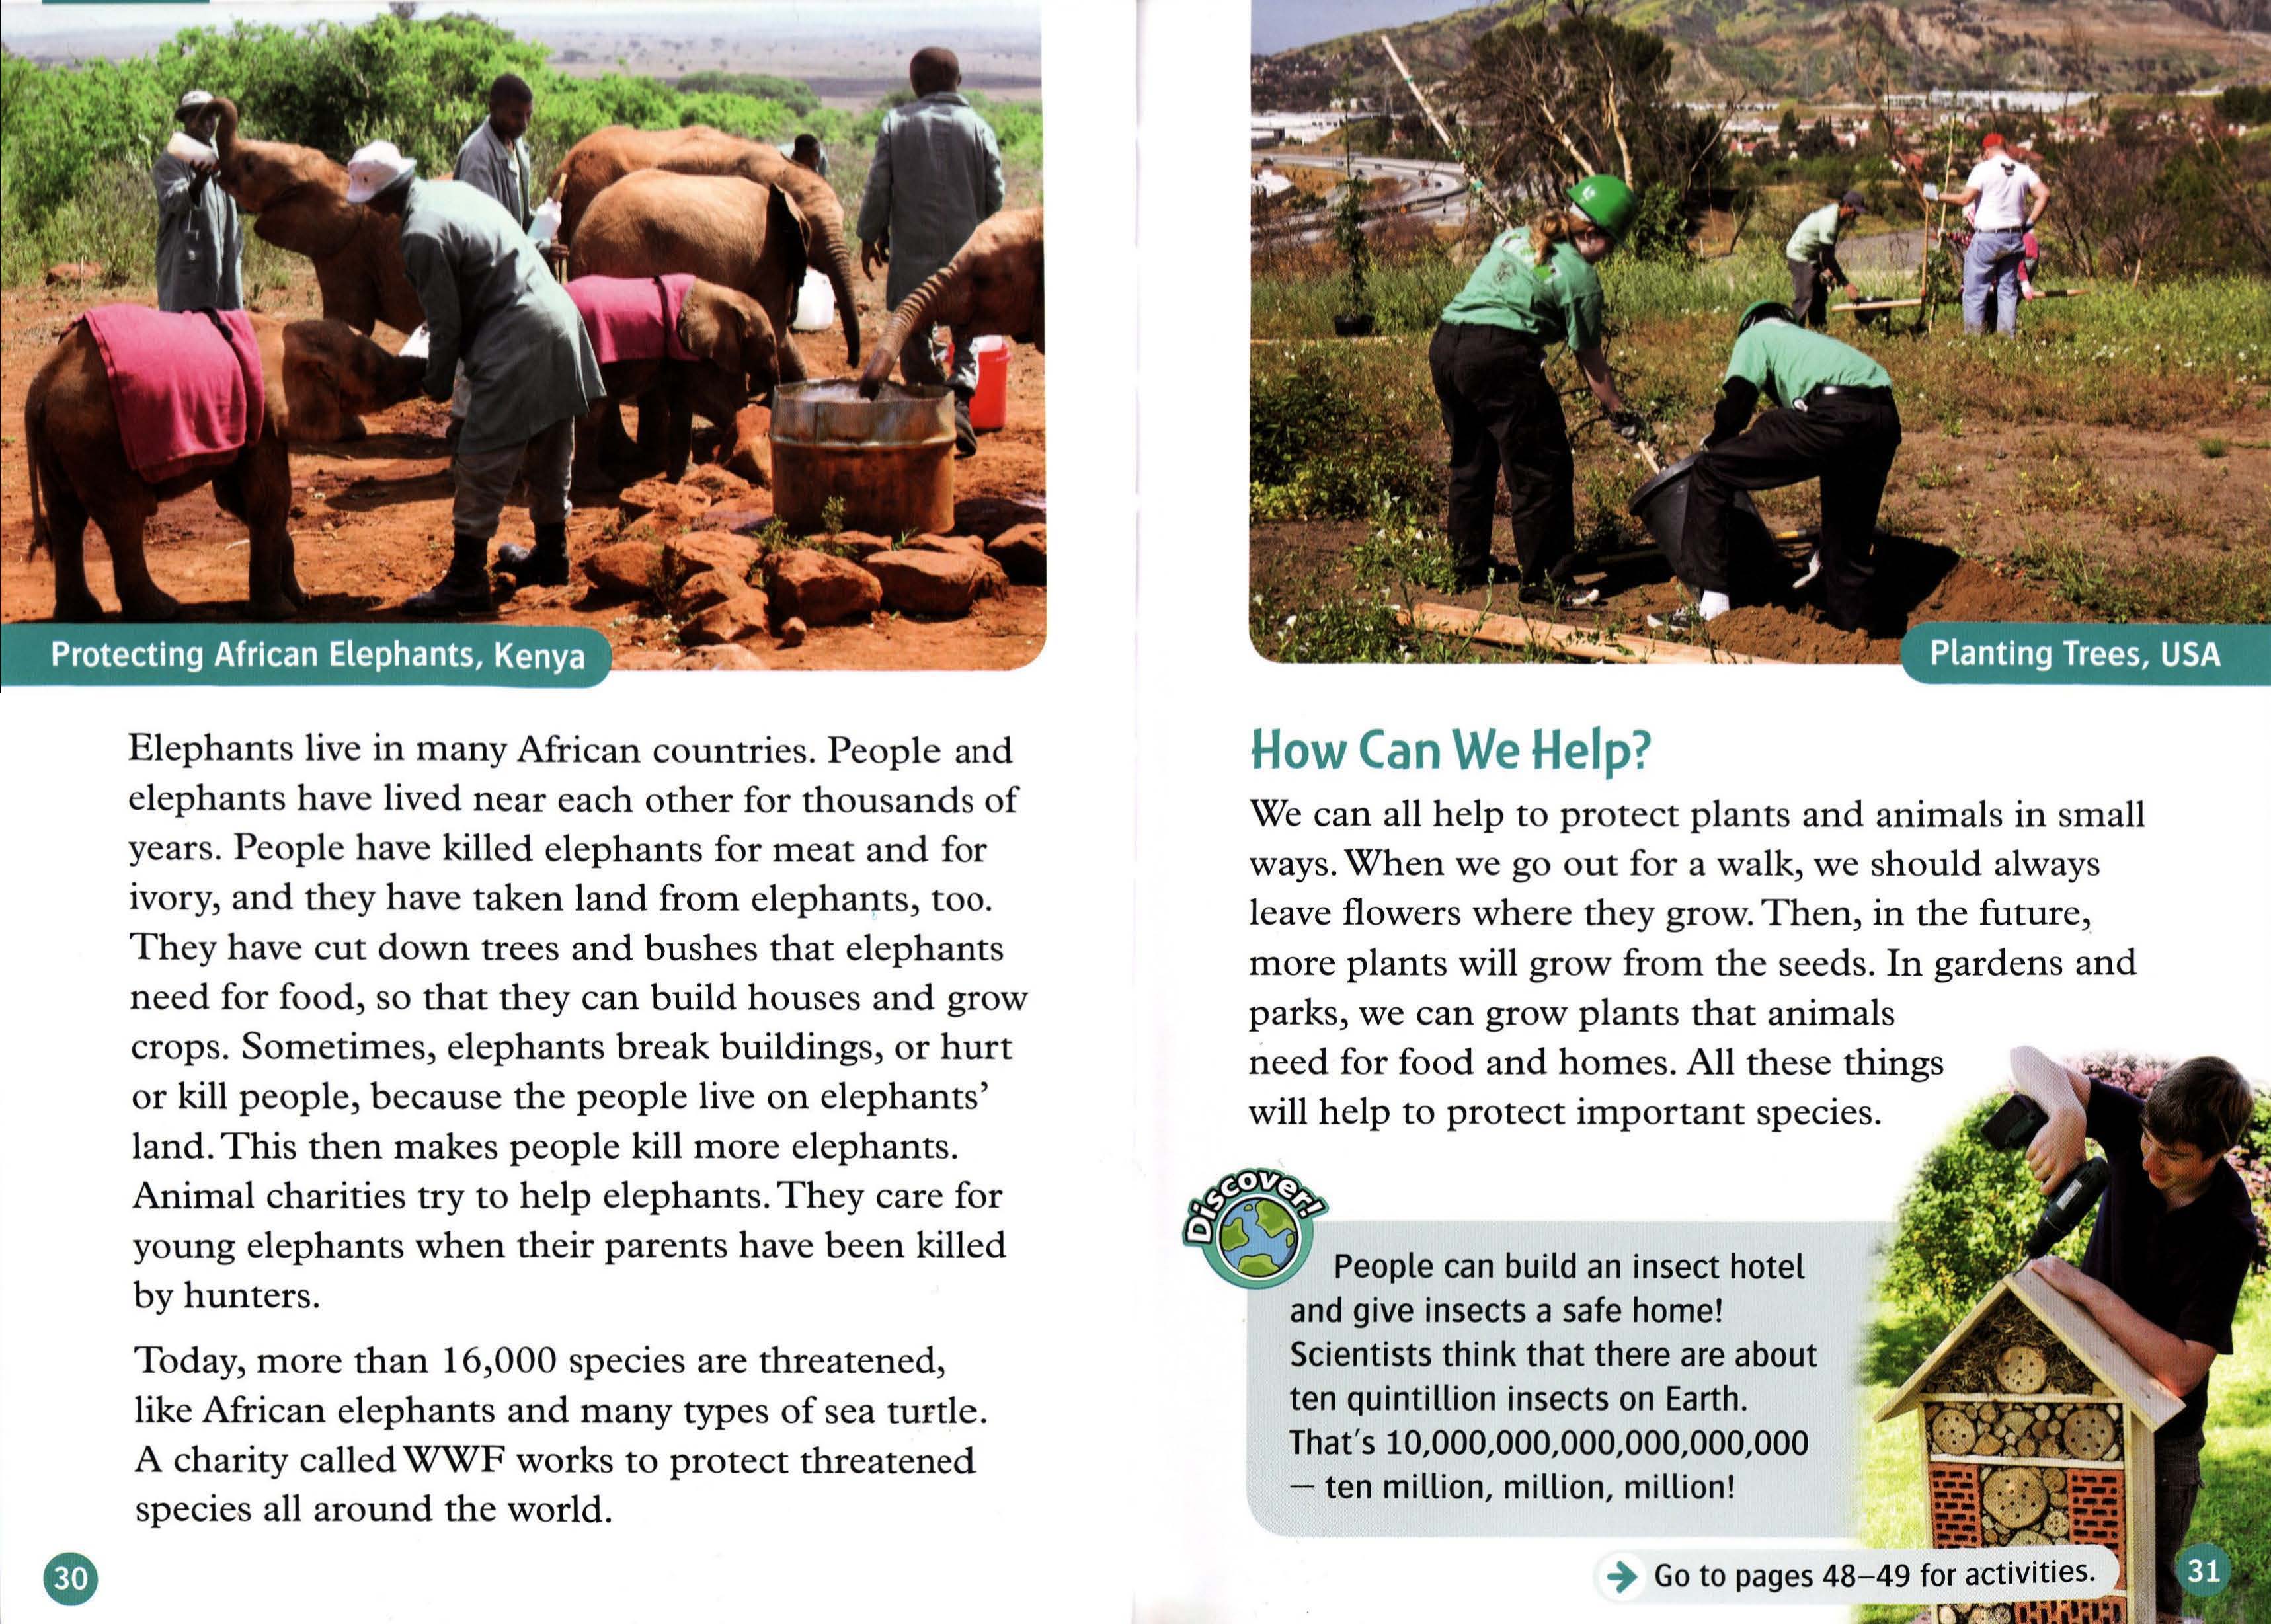 Protecting African Elephants, Kenya
Elephants live in many African countries. People and
elephants have lived near each other for thousands of
years. People have killed elephants for meat and for
ivory, and they have taken land from elephants, too.
They have cut down trees and bushes that elephants
need for food, so that they can build houses and grow
crops. Sometimes, elephants break buildings, or hurt
or kill people, because the people live on elephants'
land. This then makes people kill more elephants.
Animal charities try to help elephants. They care for
young elephants when their parents have been killed
by hunters.
Today, more than 16,000 species are threatened,
like African elephants and many types of sea turtle.
A charity called WWF works to protect threatened
species all around the world.
30
Planting Trees, USA
How Can We Help?
We can all help to protect plants and animals in small
ways. When we go out for a walk, we should always
leave flowers where they grow. Then, in the future,
more plants will grow from the seeds. In gardens and
parks, we can grow plants that animals
need for food and homes. All these things
will help to protect important species.
Discover!
People can build an insect hotel
and give insects a safe home!
Scientists think that there are about
ten quintillion insects on Earth.
That's 10,000,000,000,000,000,000
– ten million, million, million!
Go to pages 48–49 for activities.
31